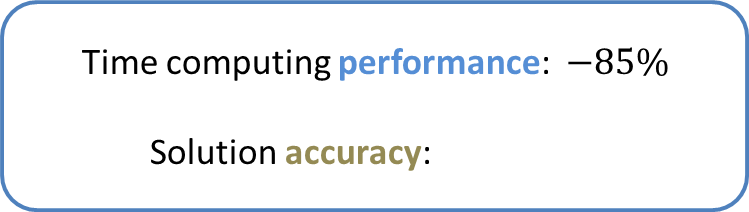 Time computing performance: −85%
Solution accuracy: